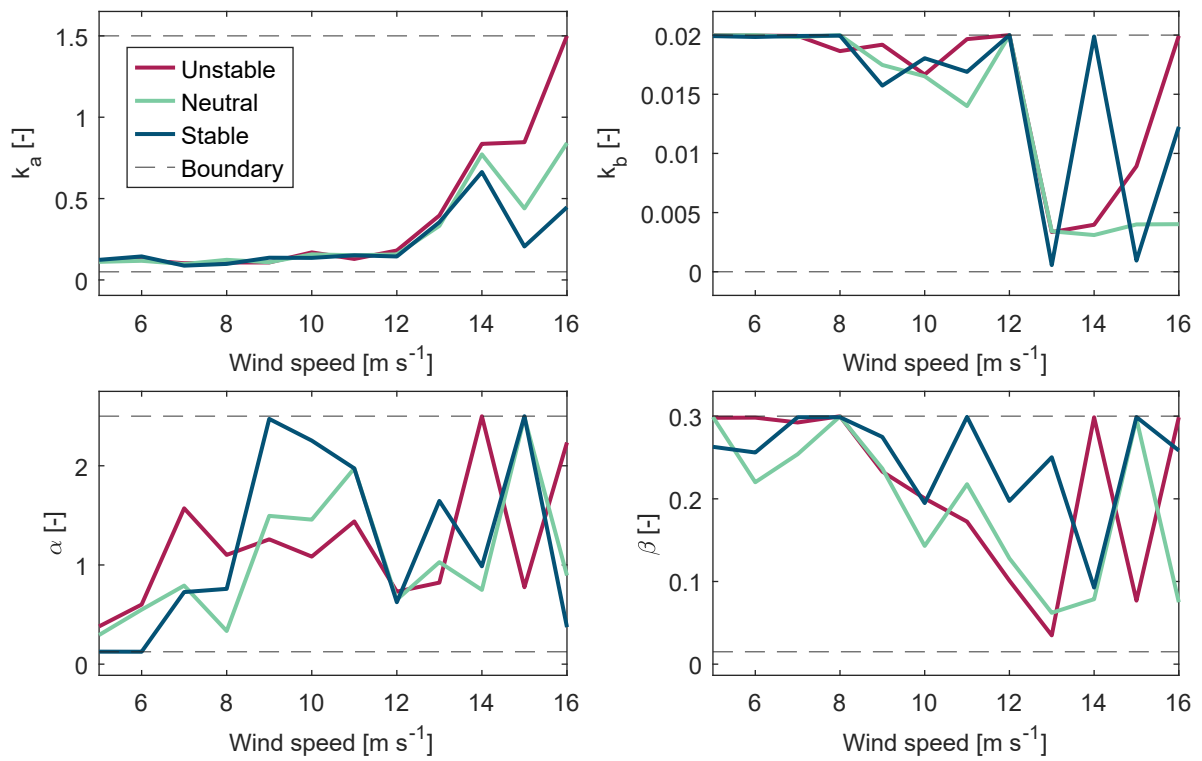 1.5
1
0.5
0
k_a [-]
Unstable
Neutral
Stable
Boundary
6 8 10 12 14 16
Wind speed [m s^-1]
0.02
0.015
0.01
0.005
0
k_b [-]
6 8 10 12 14 16
Wind speed [m s^-1]
2
1
0
α [-]
6 8 10 12 14 16
Wind speed [m s^-1]
0.3
0.2
0.1
0
β [-]
6 8 10 12 14 16
Wind speed [m s^-1]